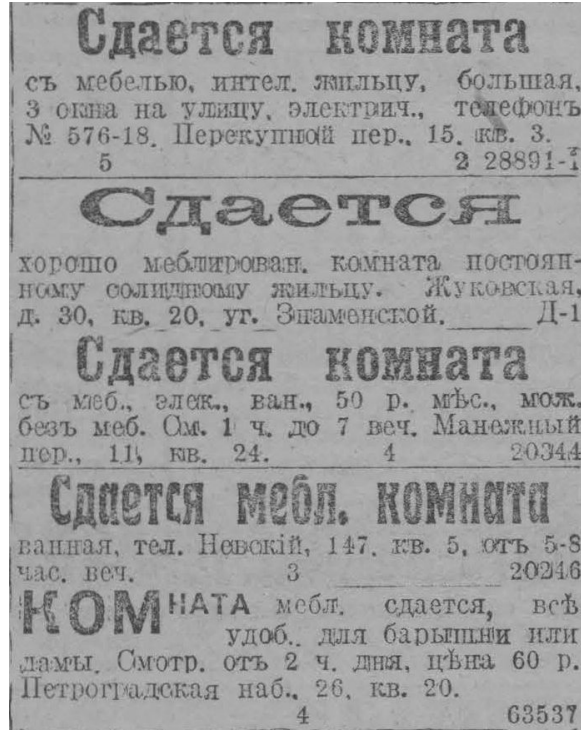 Сдается комната
съ мебелью, интел. жильцу, большая,
3 окна на улицу, электрич., телефонъ
№ 576-18. Перекупной пер., 15, кв. 3.
5 2 28891-1
Сдается
хорошо меблирован. комната постоян-
ному солидному жильцу. Жуковская,
д. 30, кв. 20, уг. Знаменской. Д-1
Сдается комната
съ меб., элек., ван., 50 р. мѣс., мож.
безъ меб. См. 1 ч. до 7 веч. Манежный
пер., 11, кв. 24. 4 20344
Сдается мебл. комната
ванная, тел. Невскій, 147, кв. 5, отъ 5-8
час. веч. 3 20246
КОМНАТА мебл. сдается, всѣ
удоб., для барышни или
дамы. Смотр. отъ 2 ч. дня, цѣна 60 р.
Петроградская наб., 26, кв. 20.
4 63537